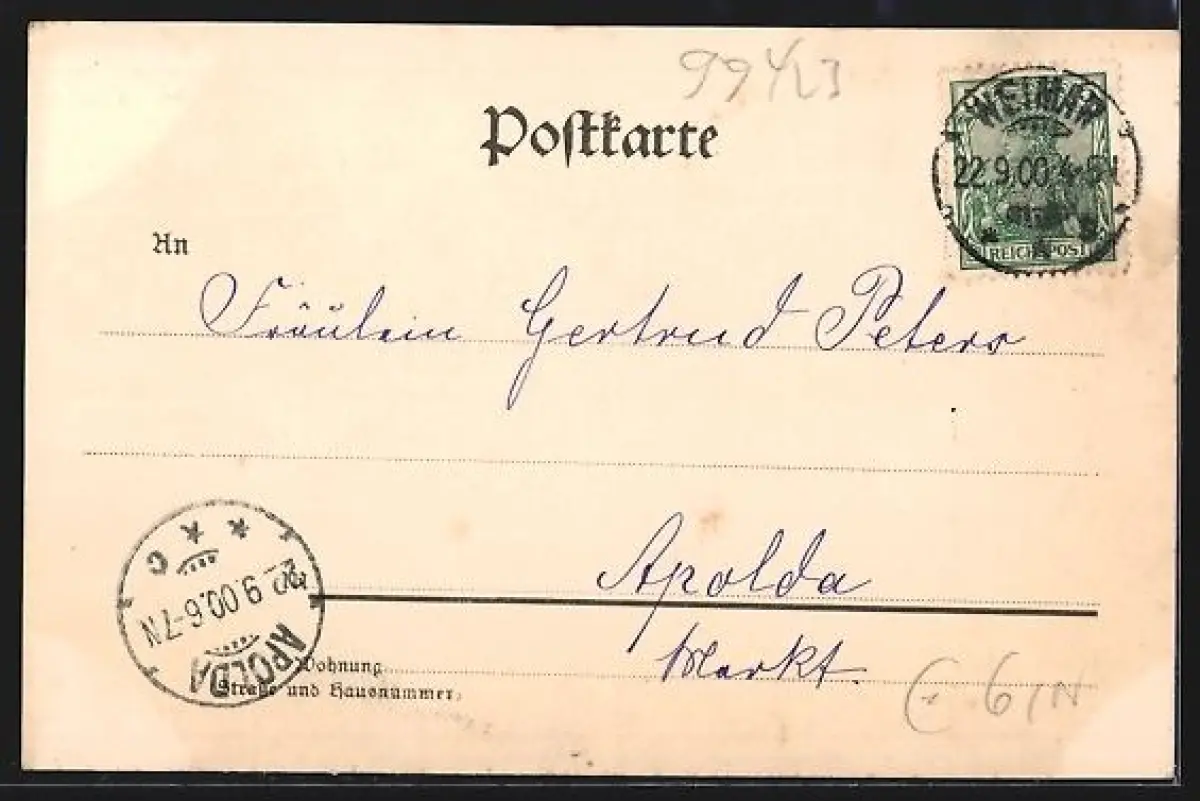 99423
Postkarte
WEIMAR
22.9.00.4-5N
REICHSPOST
An
Fräulein Gertrud Peters
Apolda
Markt.
Wohnung
Straße und Hausnummer
APOLDA
22.9.00.6-7N
C